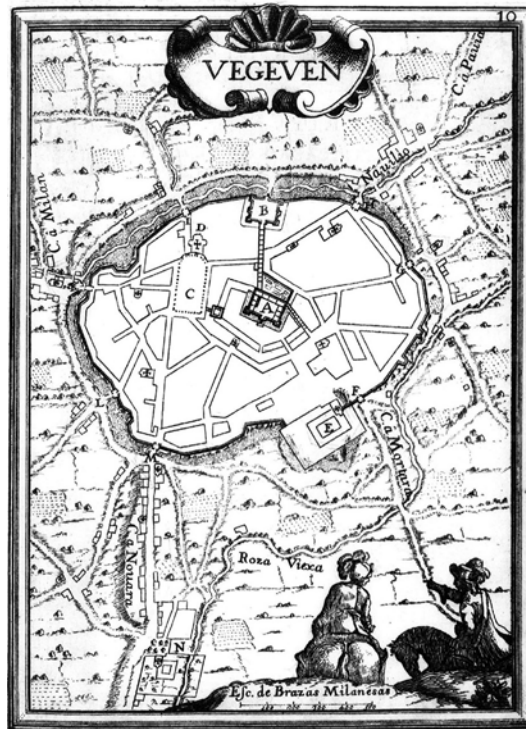 10
VEGEVEN
C. á Pauia
Nauilio
C. á Milan
B
H
D
C
A
L
F
E
C. á Mortara
C. á Nouara
Roza Viexa
N
Esc. de Brazas Milanesas